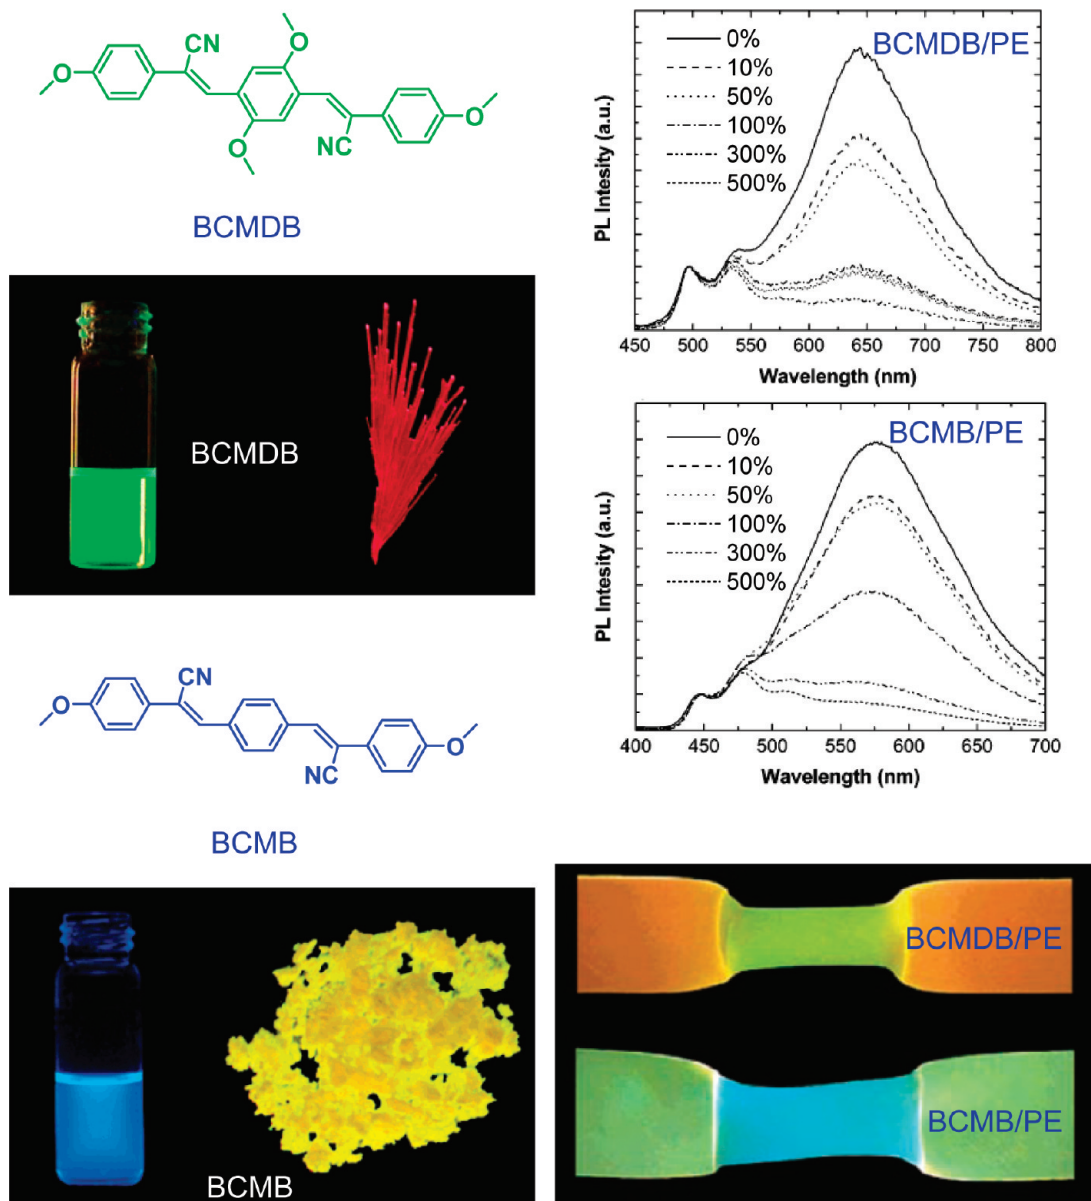 CN
O
O
O
NC
O
BCMDB
BCMDB
CN
O
O
NC
BCMB
BCMB
BCMDB/PE
0%
10%
50%
100%
300%
500%
PL Intesity (a.u.)
450 500 550 600 650 700 750 800
Wavelength (nm)
BCMB/PE
0%
10%
50%
100%
300%
500%
PL Intesity (a.u.)
400 450 500 550 600 650 700
Wavelength (nm)
BCMDB/PE
BCMB/PE